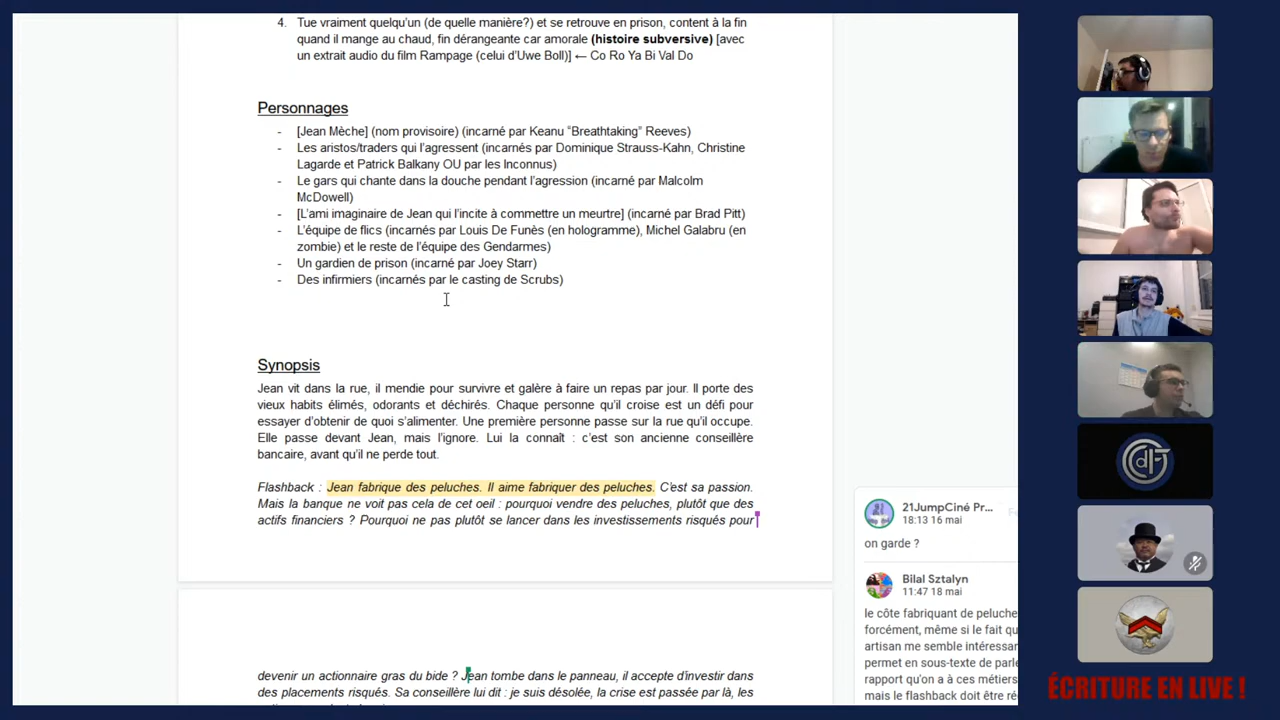 4. Tue vraiment quelqu'un (de quelle manière?) et se retrouve en prison, content à la fin
quand il mange au chaud, fin dérangeante car amorale (histoire subversive) [avec
un extrait audio du film Rampage (celui d'Uwe Boll)] ← Co Ro Ya Bi Val Do
Personnages
- [Jean Mèche] (nom provisoire) (incarné par Keanu “Breathtaking” Reeves)
- Les aristos/traders qui l'agressent (incarnés par Dominique Strauss-Kahn, Christine
Lagarde et Patrick Balkany OU par les Inconnus)
- Le gars qui chante dans la douche pendant l'agression (incarné par Malcolm
McDowell)
- [L'ami imaginaire de Jean qui l'incite à commettre un meurtre] (incarné par Brad Pitt)
- L'équipe de flics (incarnés par Louis De Funès (en hologramme), Michel Galabru (en
zombie) et le reste de l'équipe des Gendarmes)
- Un gardien de prison (incarné par Joey Starr)
- Des infirmiers (incarnés par le casting de Scrubs)
Synopsis
Jean vit dans la rue, il mendie pour survivre et galère à faire un repas par jour. Il porte des
vieux habits élimés, odorants et déchirés. Chaque personne qu'il croise est un défi pour
essayer d'obtenir de quoi s'alimenter. Une première personne passe sur la rue qu'il occupe.
Elle passe devant Jean, mais l'ignore. Lui la connaît : c'est son ancienne conseillère
bancaire, avant qu'il ne perde tout.
Flashback : Jean fabrique des peluches. Il aime fabriquer des peluches. C'est sa passion.
Mais la banque ne voit pas cela de cet oeil : pourquoi vendre des peluches, plutôt que des
actifs financiers ? Pourquoi ne pas plutôt se lancer dans les investissements risqués pour
devenir un actionnaire gras du bide ? Jean tombe dans le panneau, il accepte d'investir dans
des placements risqués. Sa conseillère lui dit : je suis désolée, la crise est passée par là, les
21JumpCiné Pr...
18:13 16 mai
on garde ?
Bilal Sztalyn
11:47 18 mai
le côte fabriquant de peluches
forcément, même si le fait qu
artisan me semble intéressan
permet en sous-texte de parle
rapport qu'on a à ces métiers
mais le flashback doit être ré
ÉCRITURE EN LIVE !